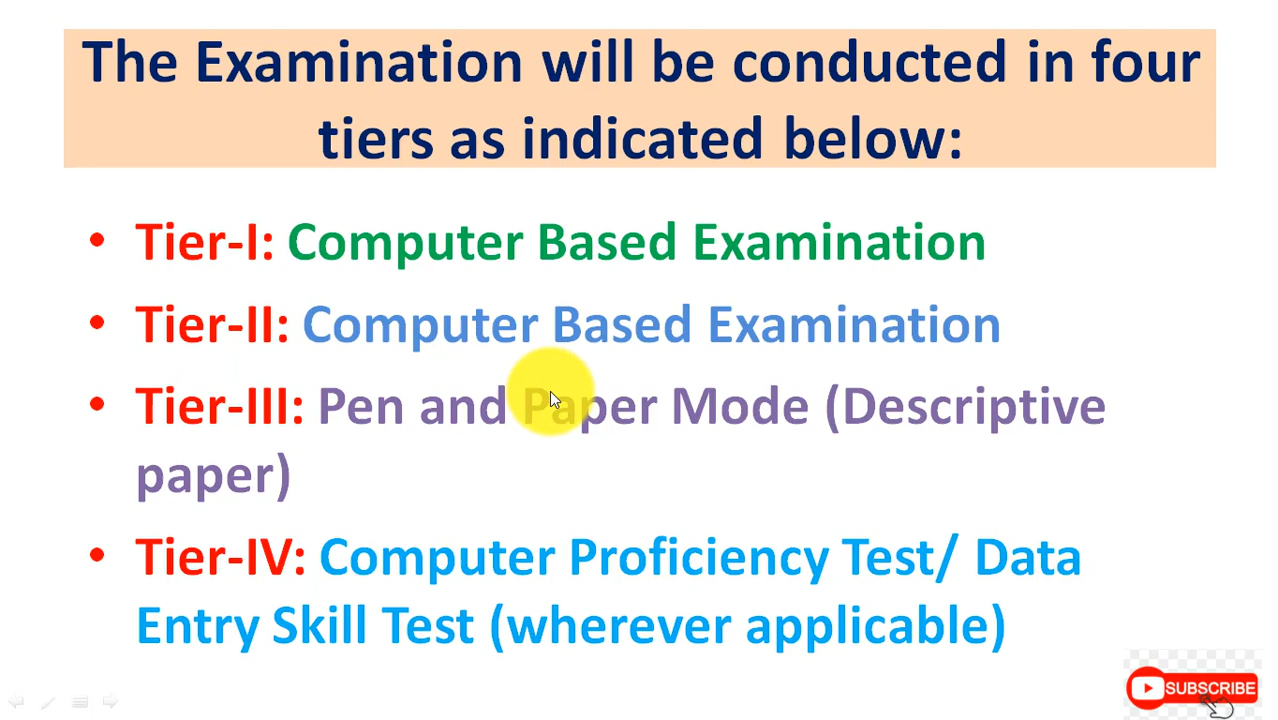 The Examination will be conducted in four
tiers as indicated below:
• Tier-I: Computer Based Examination
• Tier-II: Computer Based Examination
• Tier-III: Pen and Paper Mode (Descriptive
paper)
• Tier-IV: Computer Proficiency Test/ Data
Entry Skill Test (wherever applicable)
SUBSCRIBE